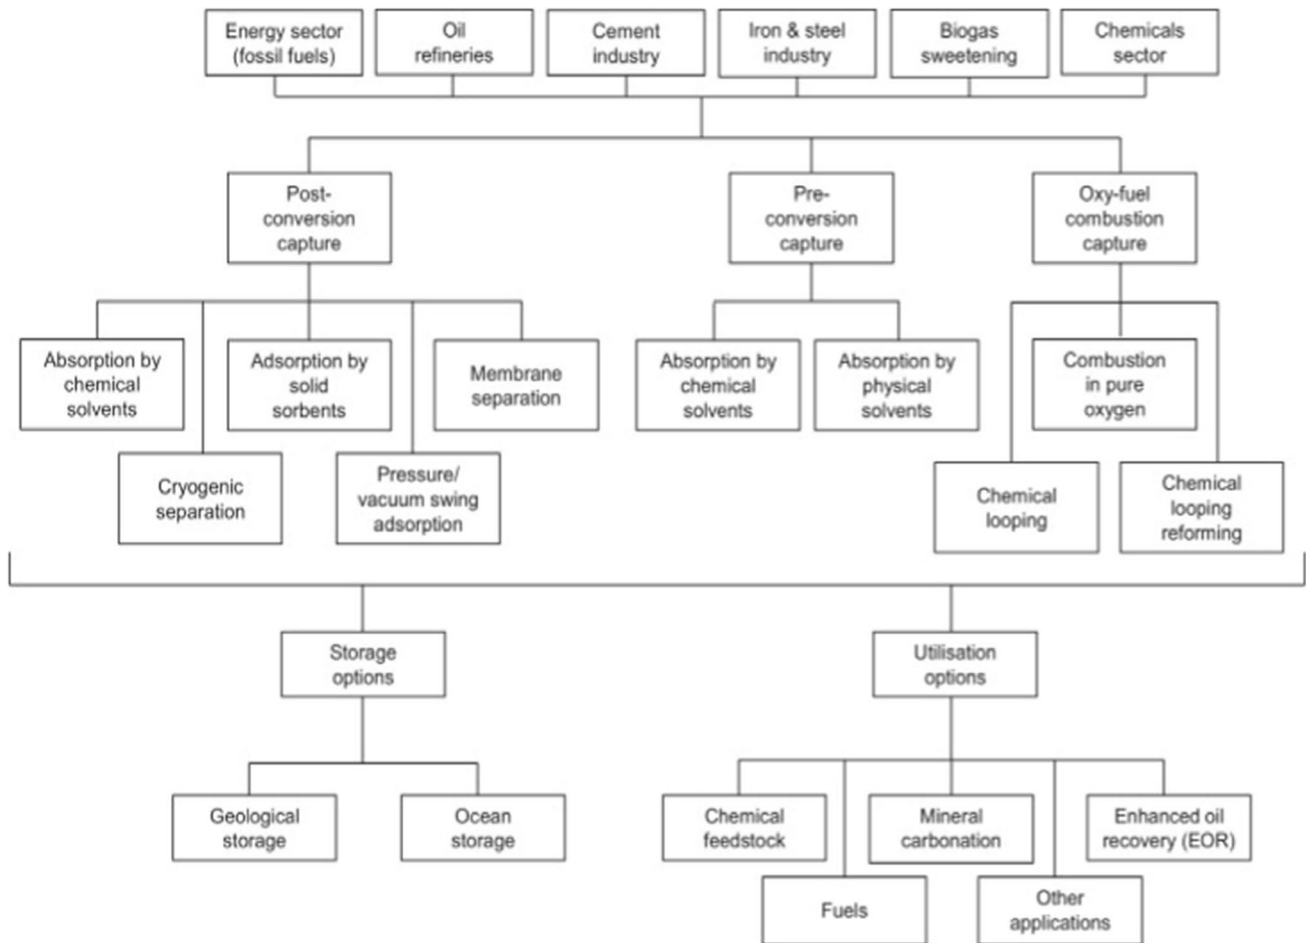 Energy sector
(fossil fuels)
Oil
refineries
Cement
industry
Iron & steel
industry
Biogas
sweetening
Chemicals
sector
Post-
conversion
capture
Pre-
conversion
capture
Oxy-fuel
combustion
capture
Absorption by
chemical
solvents
Adsorption by
solid
sorbents
Membrane
separation
Absorption by
chemical
solvents
Absorption by
physical
solvents
Combustion
in pure
oxygen
Cryogenic
separation
Pressure/
vacuum swing
adsorption
Chemical
looping
Chemical
looping
reforming
Storage
options
Utilisation
options
Geological
storage
Ocean
storage
Chemical
feedstock
Mineral
carbonation
Enhanced oil
recovery (EOR)
Fuels
Other
applications